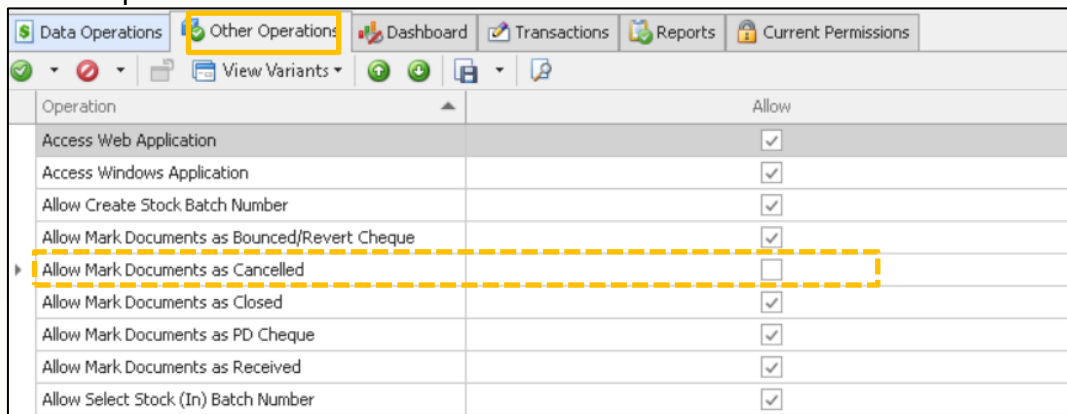 Data Operations Other Operations Dashboard Transactions Reports Current Permissions
View Variants
Operation Allow
Access Web Application
Access Windows Application
Allow Create Stock Batch Number
Allow Mark Documents as Bounced/Revert Cheque
Allow Mark Documents as Cancelled
Allow Mark Documents as Closed
Allow Mark Documents as PD Cheque
Allow Mark Documents as Received
Allow Select Stock (In) Batch Number